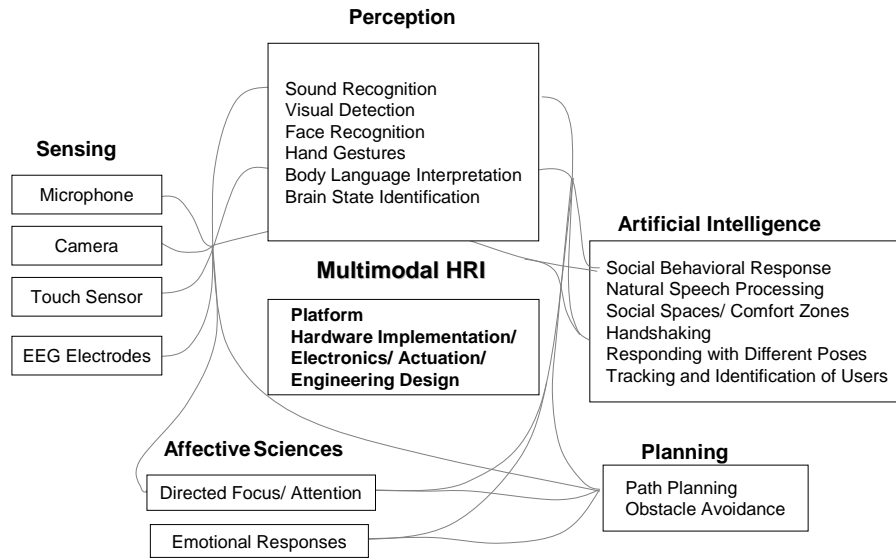 Perception
Sound Recognition
Visual Detection
Face Recognition
Hand Gestures
Body Language Interpretation
Brain State Identification
Sensing
Microphone
Camera
Touch Sensor
EEG Electrodes
Multimodal HRI
Platform
Hardware Implementation/
Electronics/ Actuation/
Engineering Design
Artificial Intelligence
Social Behavioral Response
Natural Speech Processing
Social Spaces/ Comfort Zones
Handshaking
Responding with Different Poses
Tracking and Identification of Users
Affective Sciences
Directed Focus/ Attention
Emotional Responses
Planning
Path Planning
Obstacle Avoidance